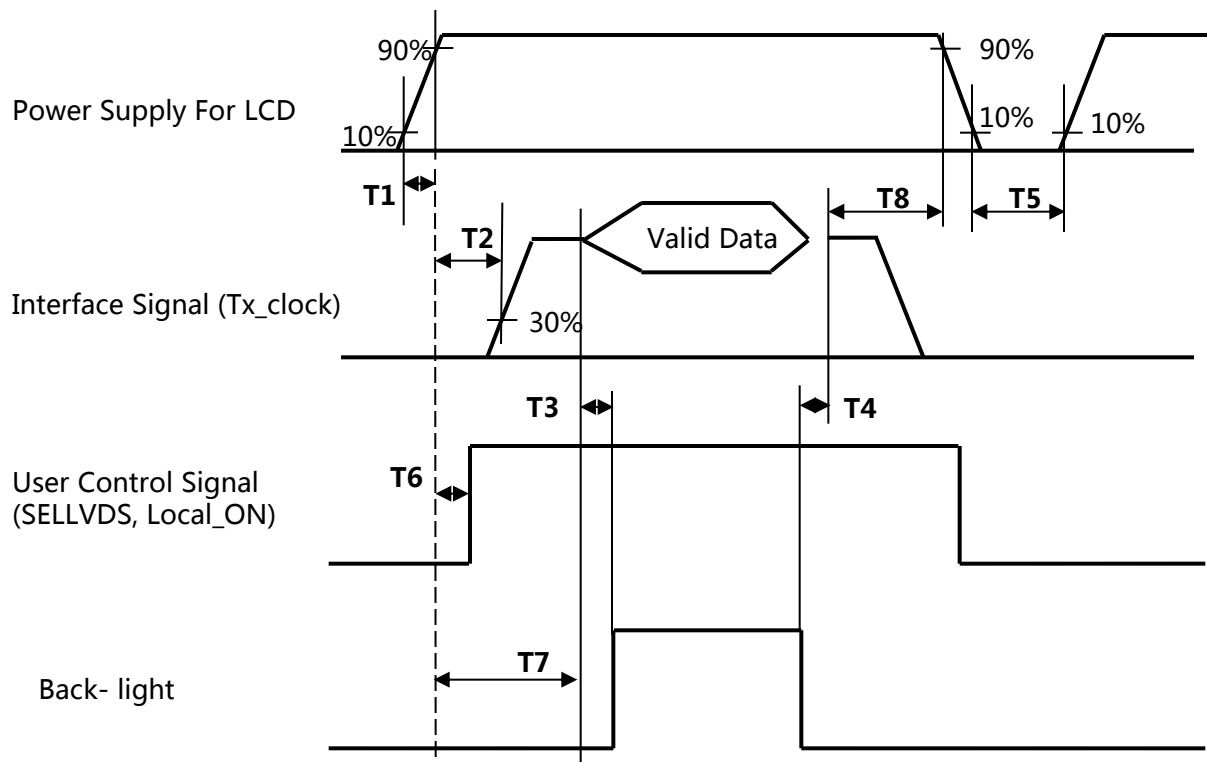 90%
90%
Power Supply For LCD
10%
10%
10%
T1
T8
T5
T2
Valid Data
Interface Signal (Tx_clock)
30%
T3
T4
User Control Signal
(SELLVDS, Local_ON)
T6
T7
Back- light